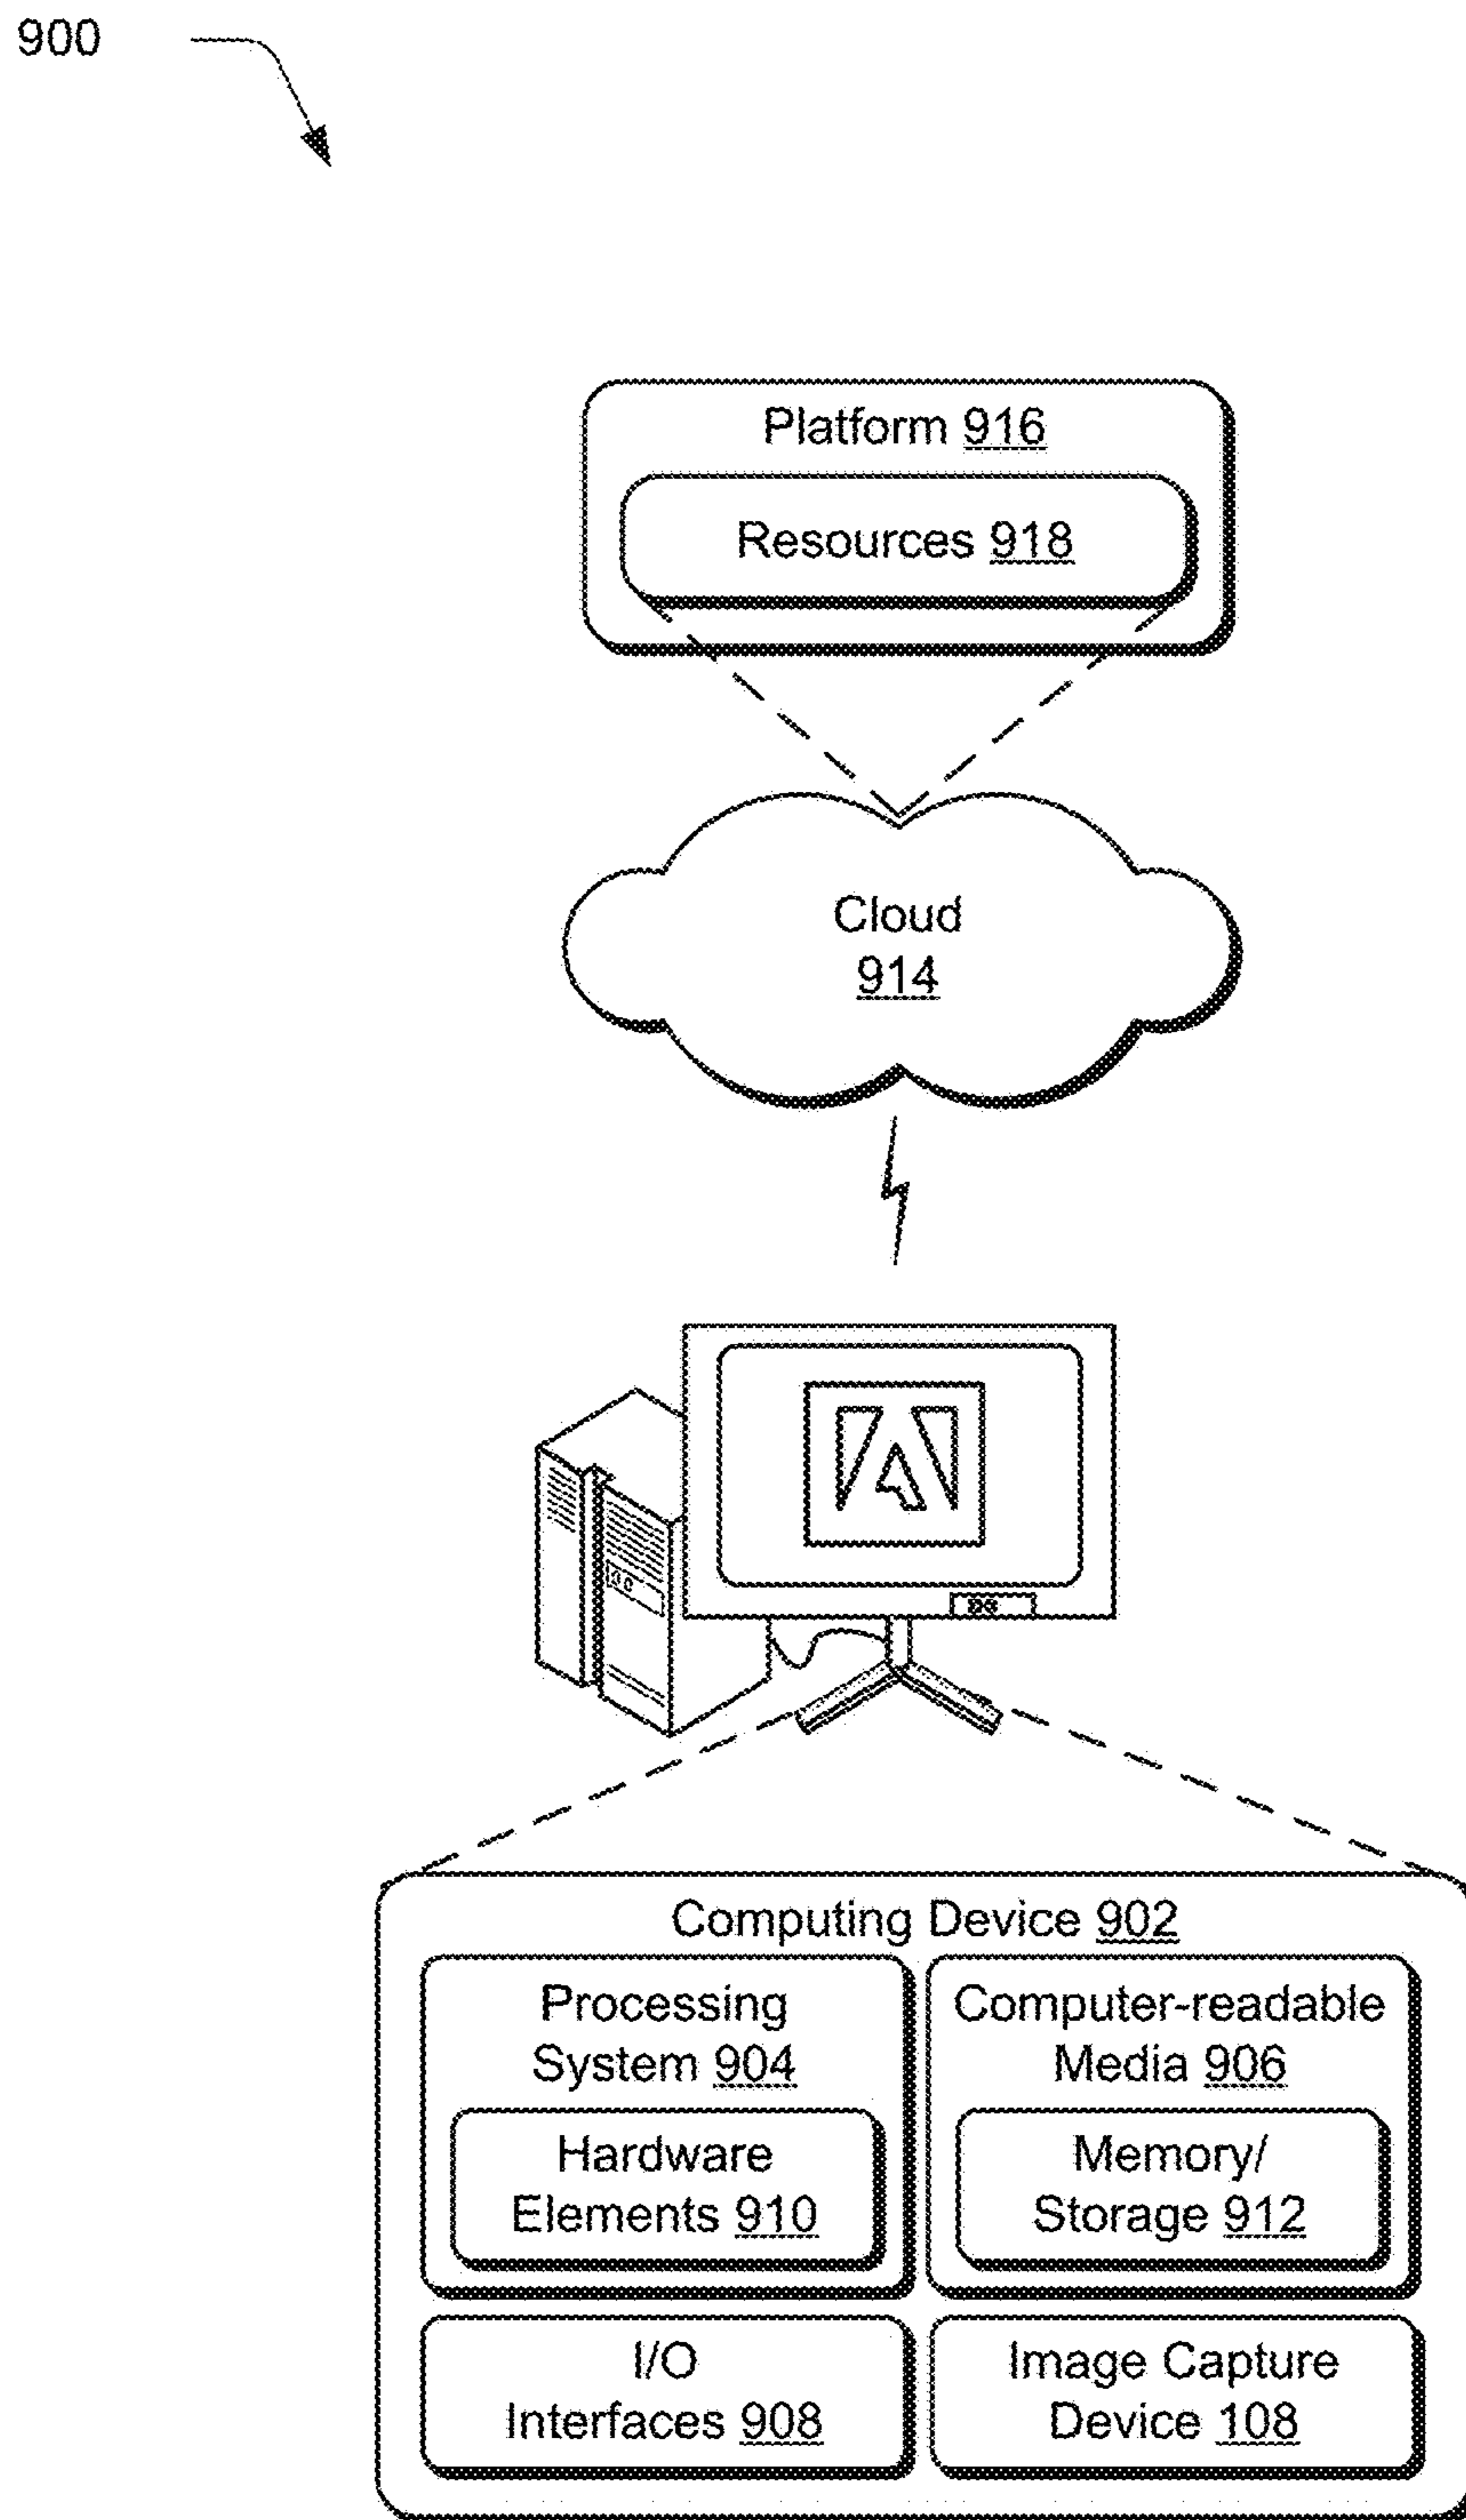 900
Platform 916
Resources 918
Cloud
914
Computing Device 902
Processing
System 904
Hardware
Elements 910
Computer-readable
Media 906
Memory/
Storage 912
I/O
Interfaces 908
Image Capture
Device 108